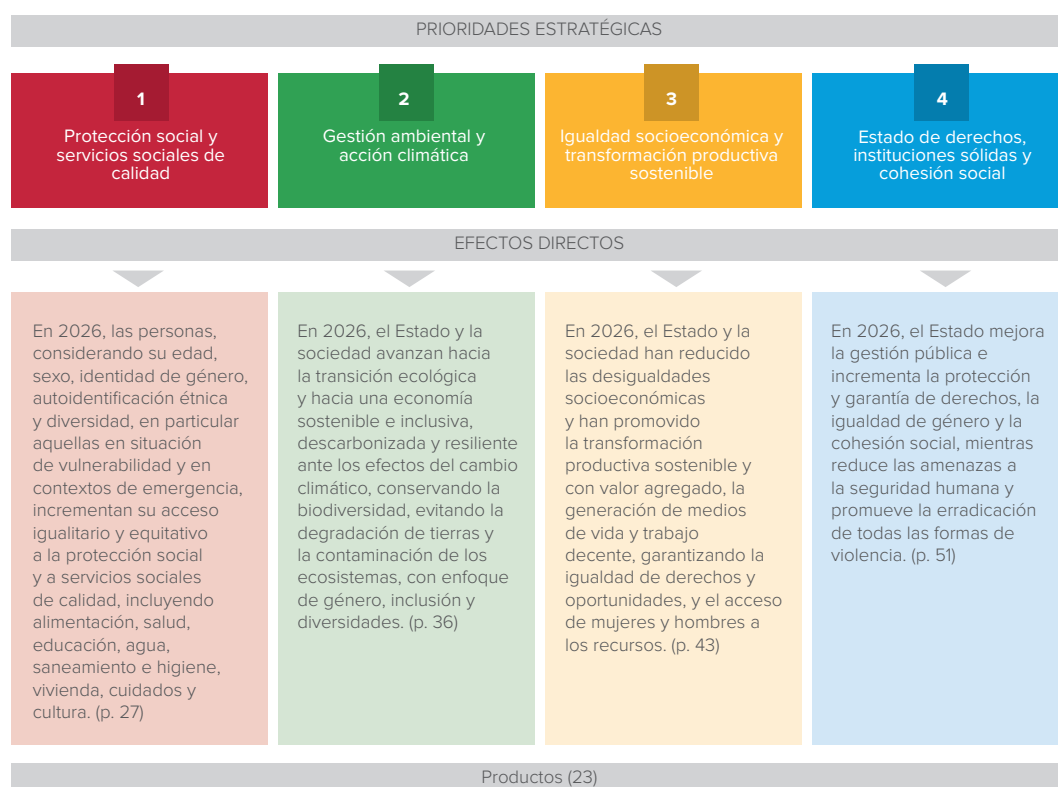 PRIORIDADES ESTRATÉGICAS
1
Protección social y
servicios sociales de
calidad
2
Gestión ambiental y
acción climática
3
Igualdad socioeconómica y
transformación productiva
sostenible
4
Estado de derechos,
instituciones sólidas y
cohesión social
EFECTOS DIRECTOS
En 2026, las personas,
considerando su edad,
sexo, identidad de género,
autoidentificación étnica
y diversidad, en particular
aquellas en situación
de vulnerabilidad y en
contextos de emergencia,
incrementan su acceso
igualitario y equitativo
a la protección social
y a servicios sociales
de calidad, incluyendo
alimentación, salud,
educación, agua,
saneamiento e higiene,
vivienda, cuidados y
cultura. (p. 27)
En 2026, el Estado y la
sociedad avanzan hacia
la transición ecológica
y hacia una economía
sostenible e inclusiva,
descarbonizada y resiliente
ante los efectos del cambio
climático, conservando la
biodiversidad, evitando la
degradación de tierras y
la contaminación de los
ecosistemas, con enfoque
de género, inclusión y
diversidades. (p. 36)
En 2026, el Estado y la
sociedad han reducido
las desigualdades
socioeconómicas
y han promovido
la transformación
productiva sostenible y
con valor agregado, la
generación de medios
de vida y trabajo
decente, garantizando la
igualdad de derechos y
oportunidades, y el acceso
de mujeres y hombres a
los recursos. (p. 43)
En 2026, el Estado mejora
la gestión pública e
incrementa la protección
y garantía de derechos, la
igualdad de género y la
cohesión social, mientras
reduce las amenazas a
la seguridad humana y
promueve la erradicación
de todas las formas de
violencia. (p. 51)
Productos (23)